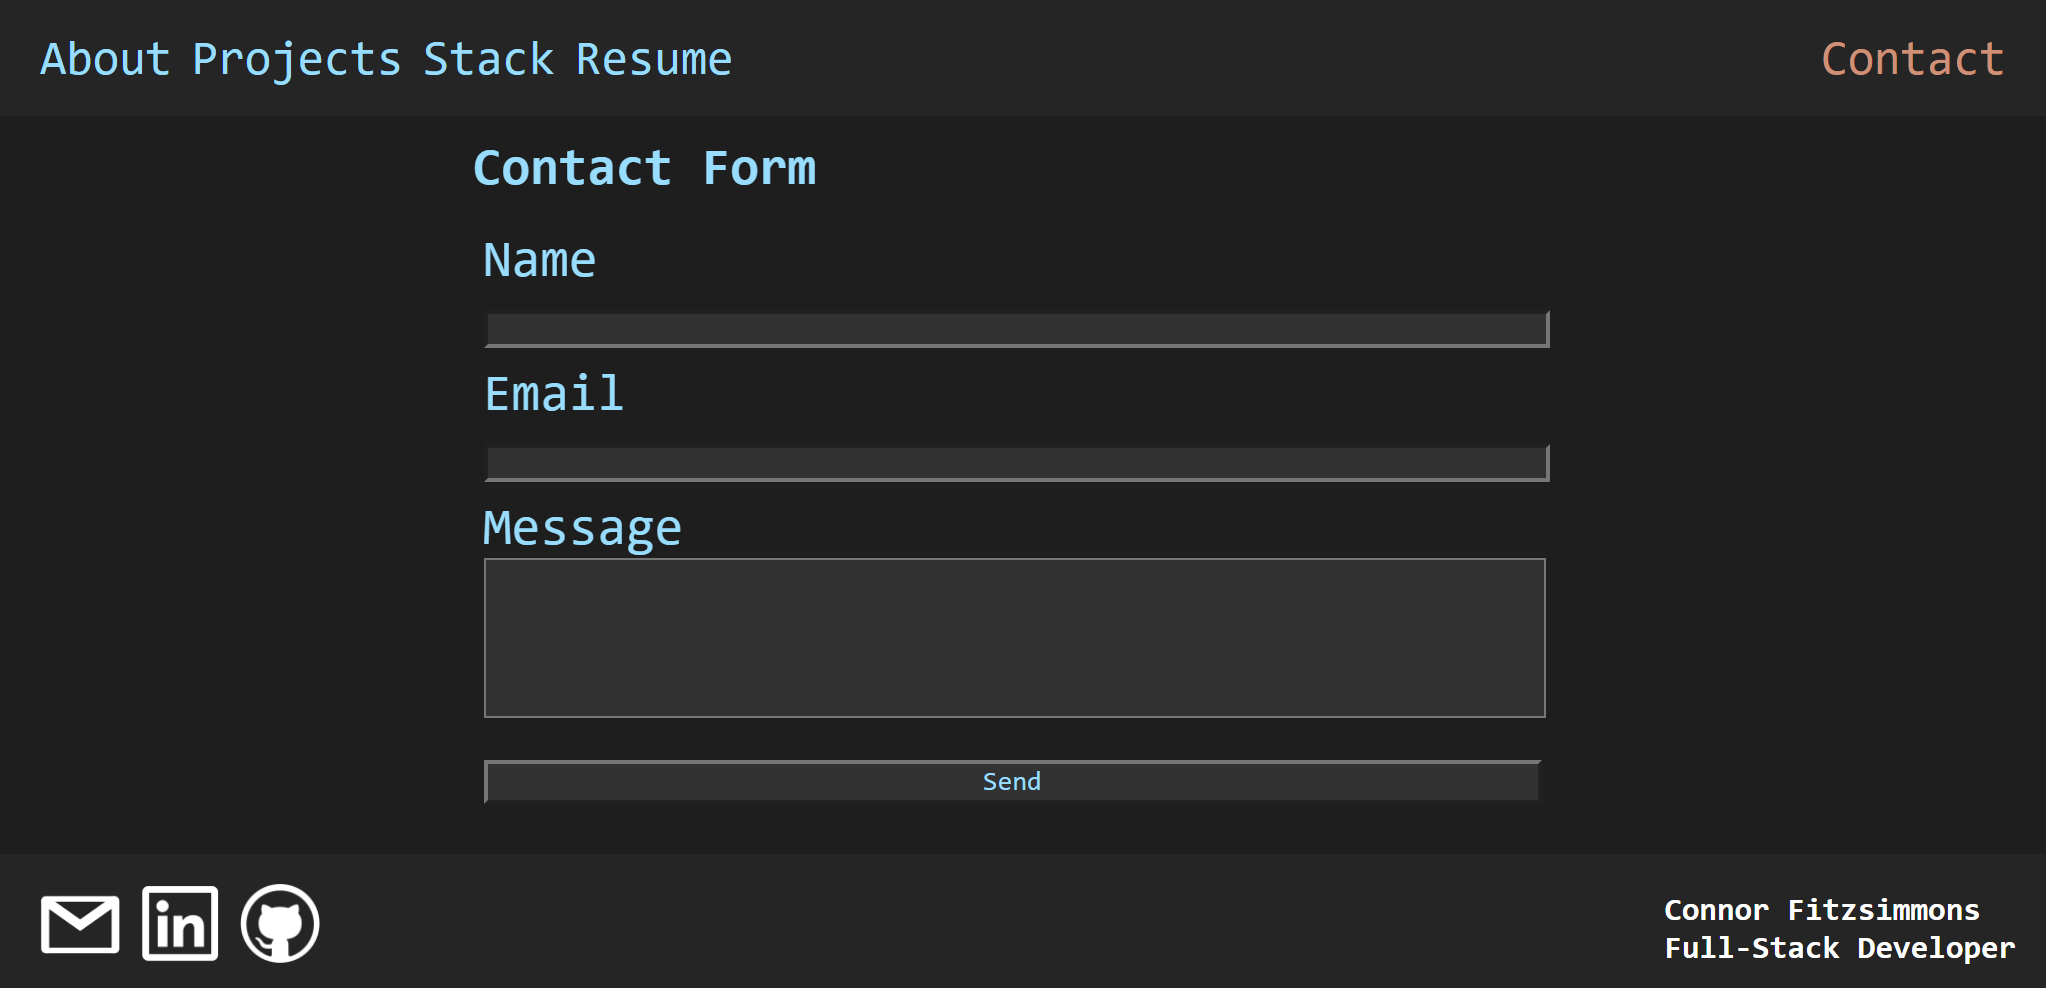 About Projects Stack Resume Contact
Contact Form
Name
Email
Message
Send
in
Connor Fitzsimmons
Full-Stack Developer